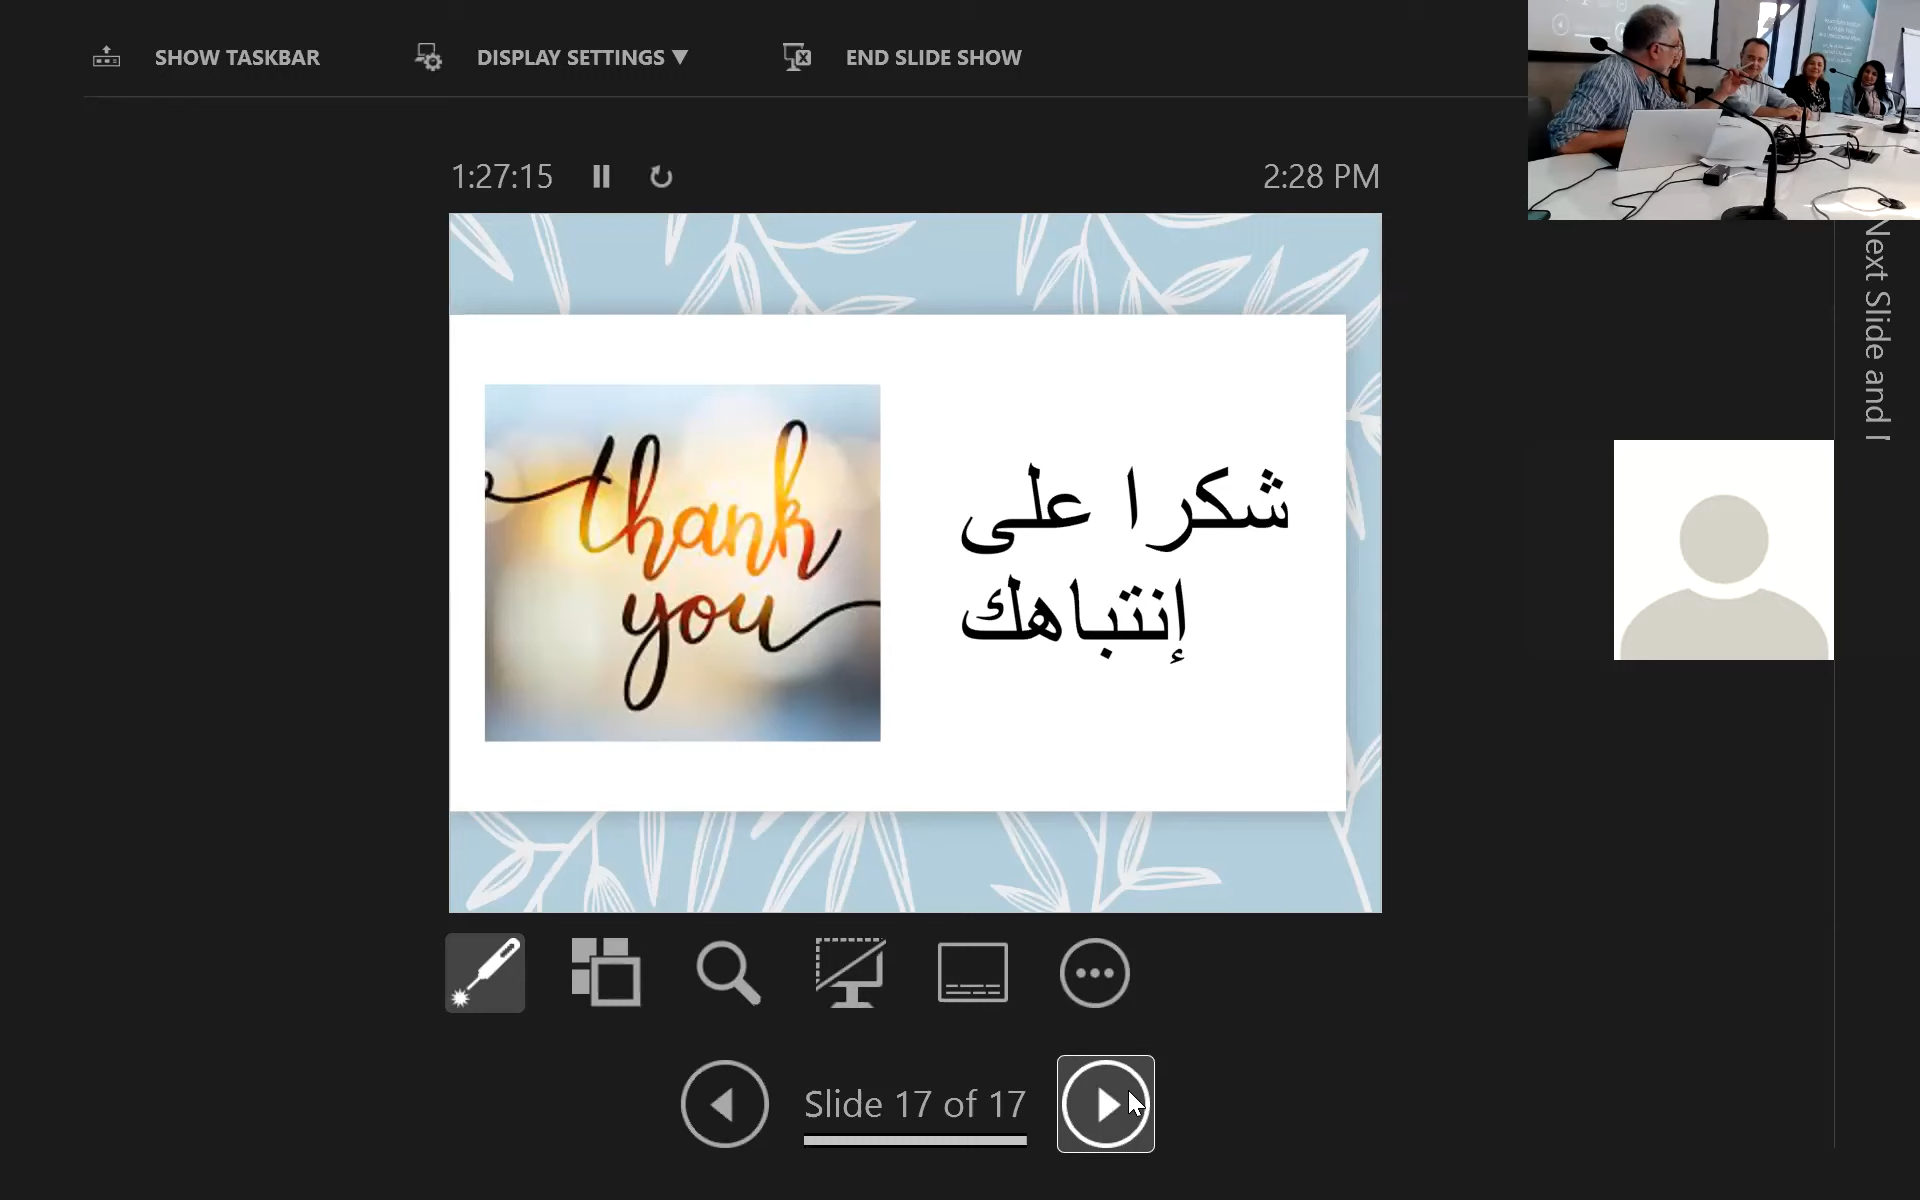 SHOW TASKBAR
DISPLAY SETTINGS ▼
END SLIDE SHOW
1:27:15
2:28 PM
thank
you
شكرا على
إنتباهك
Next Slide and
Slide 17 of 17